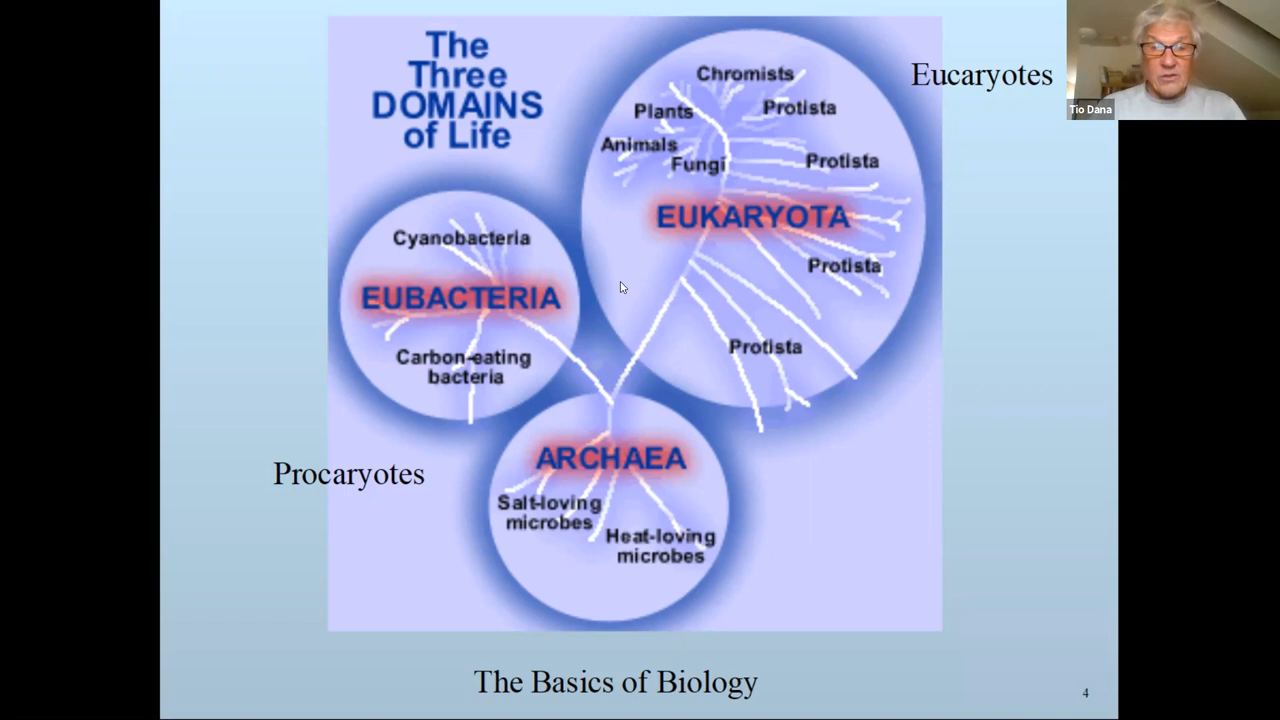 The
Three
DOMAINS
of Life
Eucaryotes
Tio Dana
Chromists
Plants
Protista
Animals
Fungi
Protista
EUKARYOTA
Protista
Protista
Cyanobacteria
EUBACTERIA
Carbon-eating
bacteria
Procaryotes
ARCHAEA
Salt-loving
microbes
Heat-loving
microbes
The Basics of Biology
4